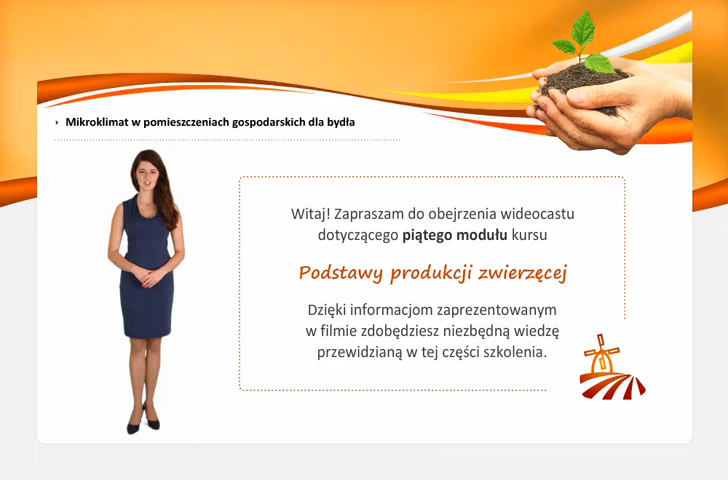 Mikroklimat w pomieszczeniach gospodarskich dla bydła
Witaj! Zapraszam do obejrzenia wideocastu
dotyczącego piątego modułu kursu
Podstawy produkcji zwierzęcej
Dzięki informacjom zaprezentowanym
w filmie zdobędziesz niezbędną wiedzę
przewidzianą w tej części szkolenia.